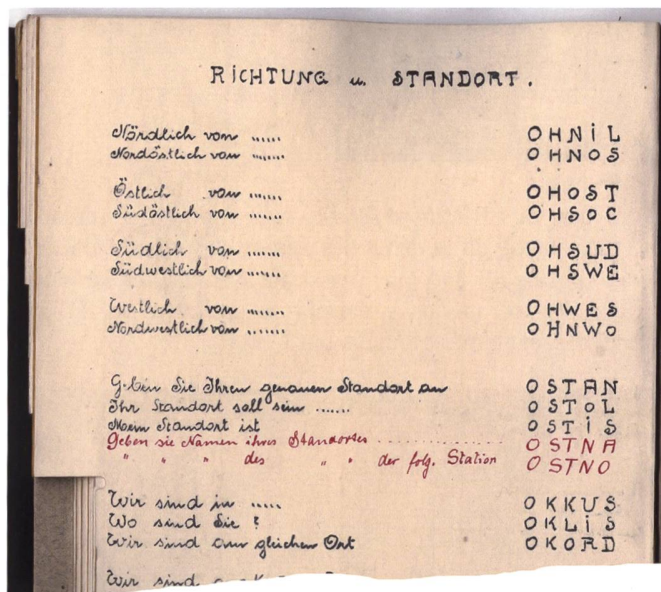 RiCHTUNG u. STANDORT.
Nördlich von ...... OHNiL
Nordöstlich von ....... OHNOS
Östlich von ...... OHOST
Südöstlich von ....... OHSOC
Südlich von ...... OHSUD
Südwestlich von ....... OHSWE
Westlich von ....... OHWES
Nordwestlich von ....... OHNWO
Geben Sie Ihren genauen Standort an OSTAN
Ihr Standort soll sein ....... OSTOL
Mein Standort ist OSTiS
Geben sie Namen ihres Standortes ................ OSTNA
" " " des " " der folg. Station OSTNO
Wir sind in ..... OKKUS
Wo sind Sie ? OKLiS
Wir sind am gleichen Ort OKORD
Wir sind